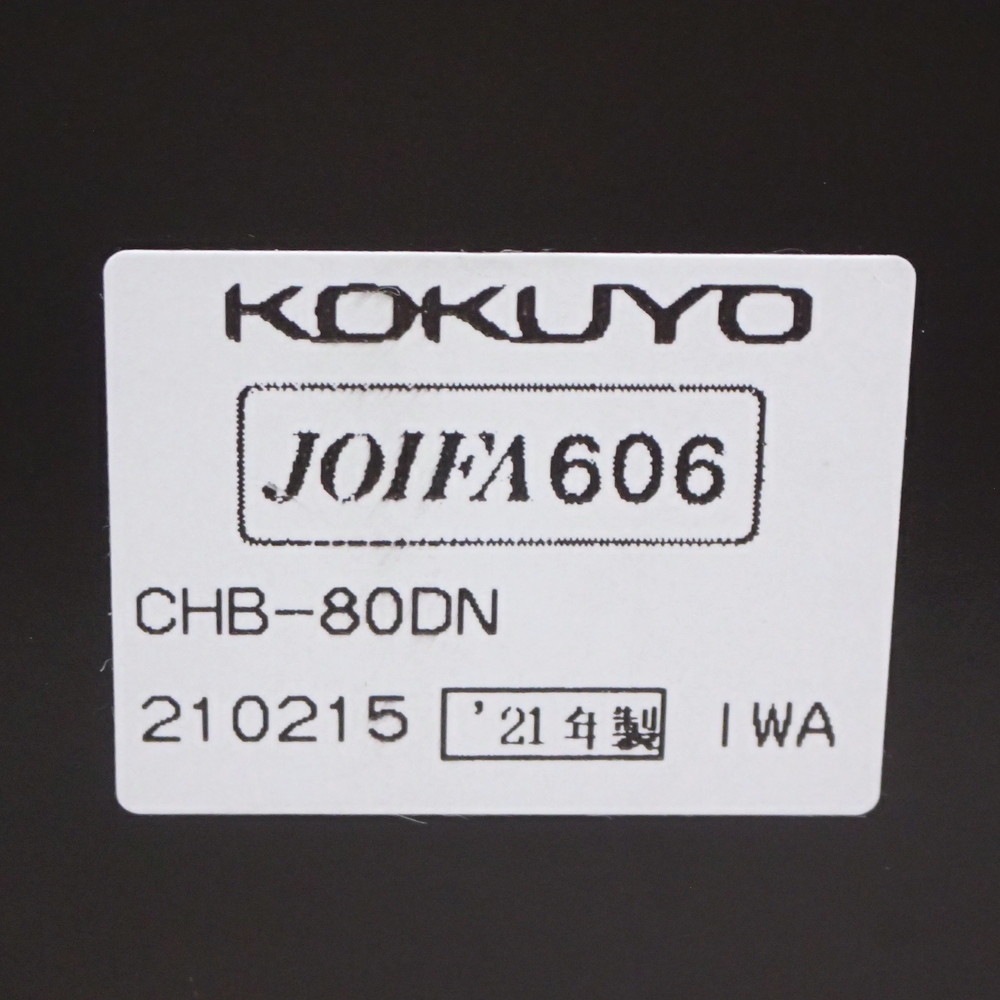 KOKUYO
JOIFA606
CHB-80DN
210215 '21年製 IWA